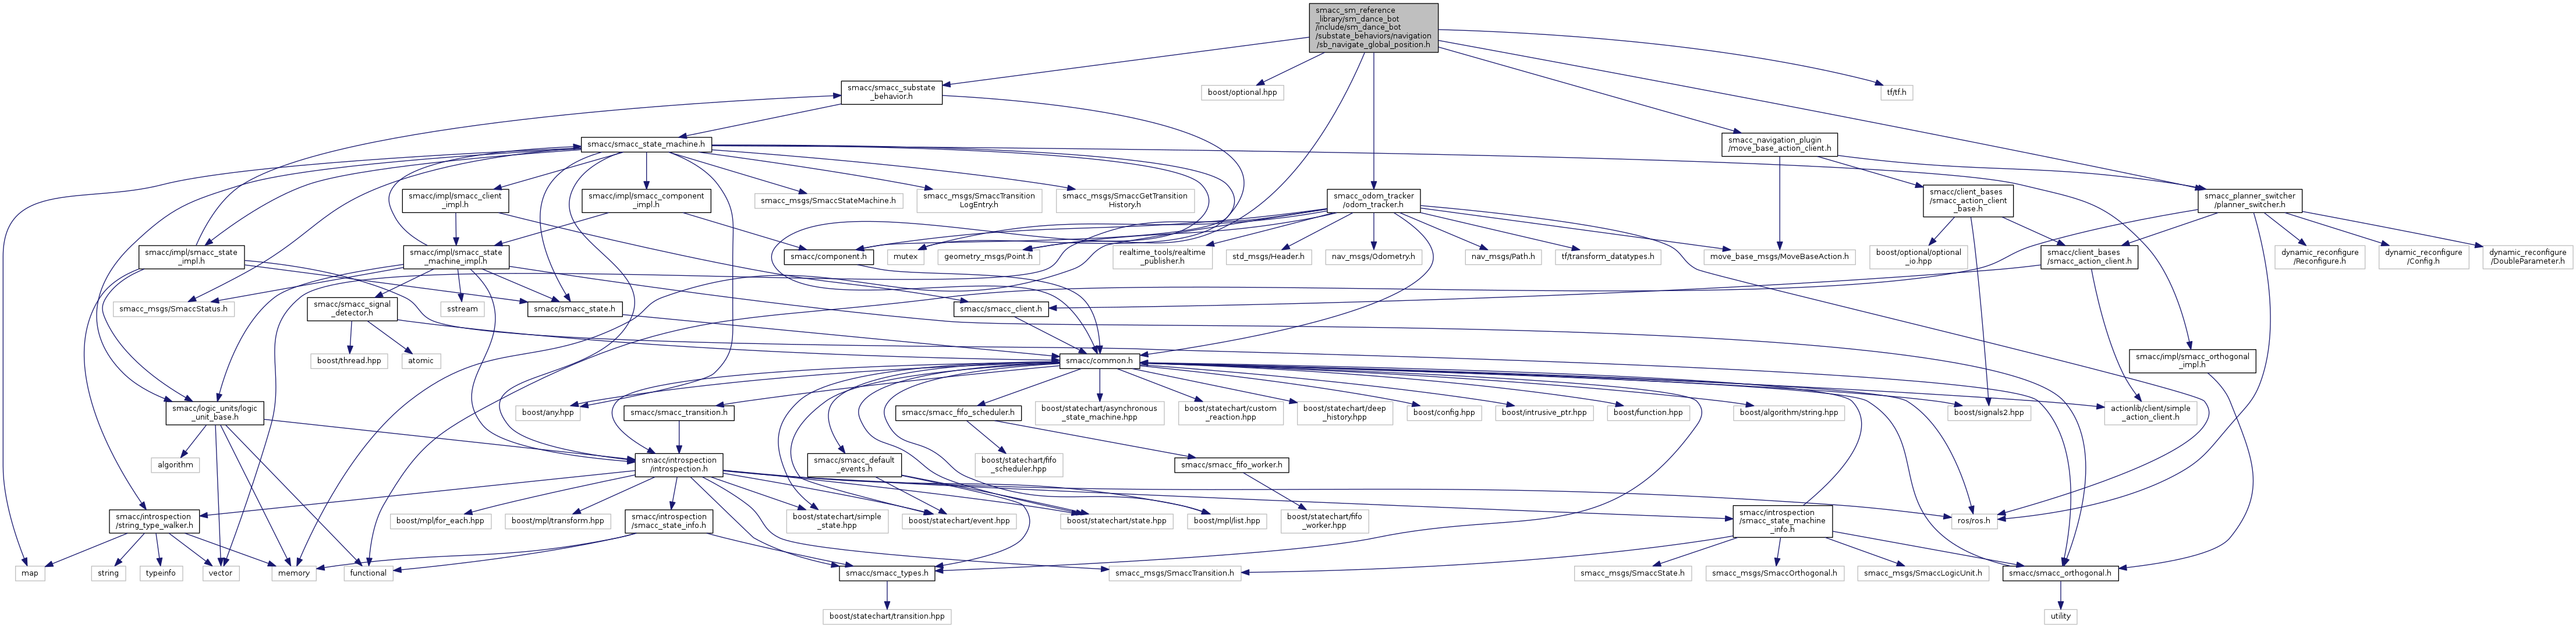 smacc_sm_reference
_library/sm_dance_bot
/include/sm_dance_bot
/substate_behaviors/navigation
/sb_navigate_global_position.h
smacc/smacc_substate
_behavior.h
boost/optional.hpp
tf/tf.h
smacc/smacc_state_machine.h
smacc_navigation_plugin
/move_base_action_client.h
smacc/impl/smacc_client
_impl.h
smacc/impl/smacc_component
_impl.h
smacc_msgs/SmaccStateMachine.h
smacc_msgs/SmaccTransition
LogEntry.h
smacc_msgs/SmaccGetTransition
History.h
smacc_odom_tracker
/odom_tracker.h
smacc/client_bases
/smacc_action_client
_base.h
smacc_planner_switcher
/planner_switcher.h
smacc/impl/smacc_state
_impl.h
smacc/impl/smacc_state
_machine_impl.h
smacc/component.h
mutex
geometry_msgs/Point.h
realtime_tools/realtime
_publisher.h
std_msgs/Header.h
nav_msgs/Odometry.h
nav_msgs/Path.h
tf/transform_datatypes.h
move_base_msgs/MoveBaseAction.h
boost/optional/optional
_io.hpp
smacc/client_bases
/smacc_action_client.h
dynamic_reconfigure
/Reconfigure.h
dynamic_reconfigure
/Config.h
dynamic_reconfigure
/DoubleParameter.h
smacc_msgs/SmaccStatus.h
smacc/smacc_signal
_detector.h
sstream
smacc/smacc_state.h
smacc/smacc_client.h
boost/thread.hpp
atomic
smacc/common.h
smacc/impl/smacc_orthogonal
_impl.h
smacc/logic_units/logic
_unit_base.h
boost/any.hpp
smacc/smacc_transition.h
smacc/smacc_fifo_scheduler.h
boost/statechart/asynchronous
_state_machine.hpp
boost/statechart/custom
_reaction.hpp
boost/statechart/deep
_history.hpp
boost/config.hpp
boost/intrusive_ptr.hpp
boost/function.hpp
boost/algorithm/string.hpp
boost/signals2.hpp
actionlib/client/simple
_action_client.h
algorithm
smacc/introspection
/introspection.h
smacc/smacc_default
_events.h
boost/statechart/fifo
_scheduler.hpp
smacc/smacc_fifo_worker.h
smacc/introspection
/string_type_walker.h
boost/mpl/for_each.hpp
boost/mpl/transform.hpp
smacc/introspection
/smacc_state_info.h
boost/statechart/simple
_state.hpp
boost/statechart/event.hpp
boost/statechart/state.hpp
boost/mpl/list.hpp
boost/statechart/fifo
_worker.hpp
smacc/introspection
/smacc_state_machine
_info.h
ros/ros.h
map
string
typeinfo
vector
memory
functional
smacc/smacc_types.h
smacc_msgs/SmaccTransition.h
smacc_msgs/SmaccState.h
smacc_msgs/SmaccOrthogonal.h
smacc_msgs/SmaccLogicUnit.h
smacc/smacc_orthogonal.h
boost/statechart/transition.hpp
utility